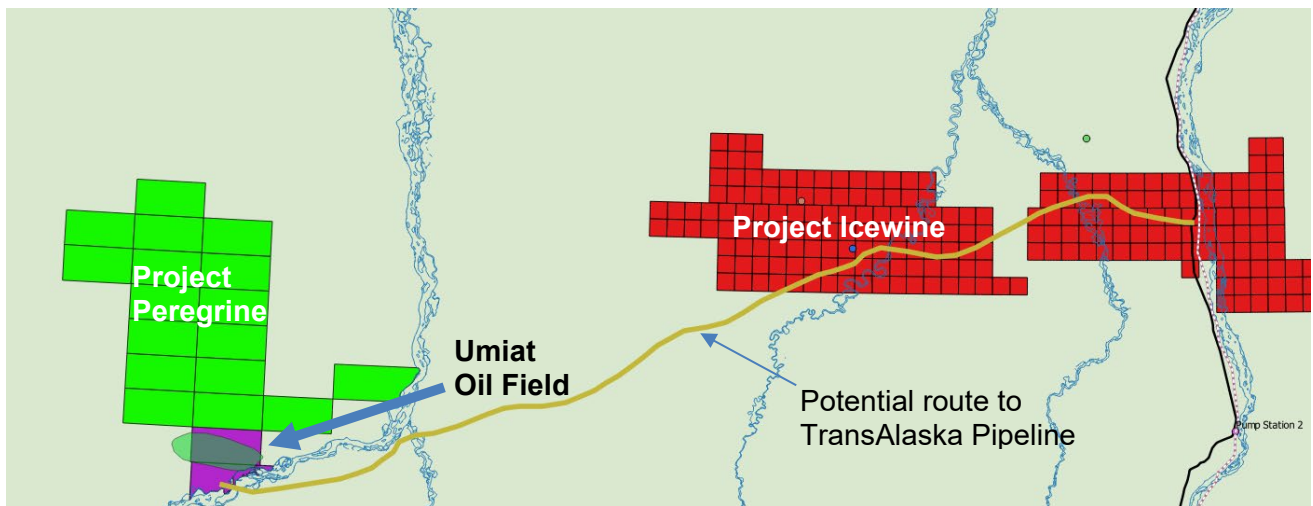 Project
Peregrine
Umiat
Oil Field
Project Icewine
Potential route to
TransAlaska Pipeline
Pump Station 2